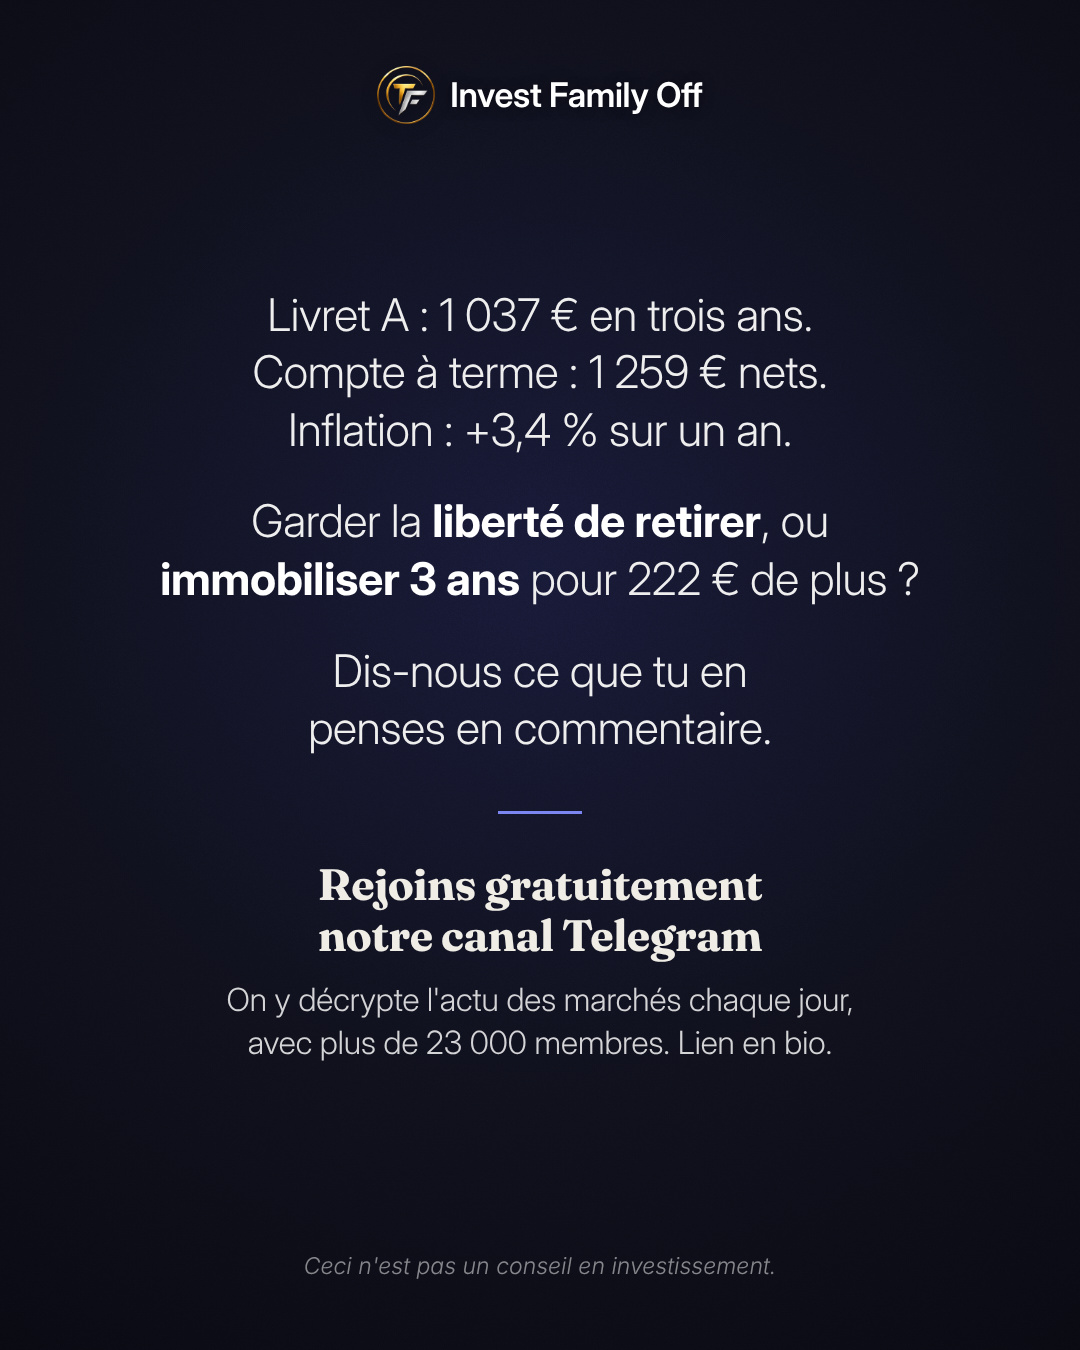 TF Invest Family Off
Livret A : 1 037 € en trois ans.
Compte à terme : 1 259 € nets.
Inflation : +3,4 % sur un an.
Garder la liberté de retirer, ou
immobiliser 3 ans pour 222 € de plus ?
Dis-nous ce que tu en
penses en commentaire.
Rejoins gratuitement
notre canal Telegram
On y décrypte l'actu des marchés chaque jour,
avec plus de 23 000 membres. Lien en bio.
Ceci n'est pas un conseil en investissement.